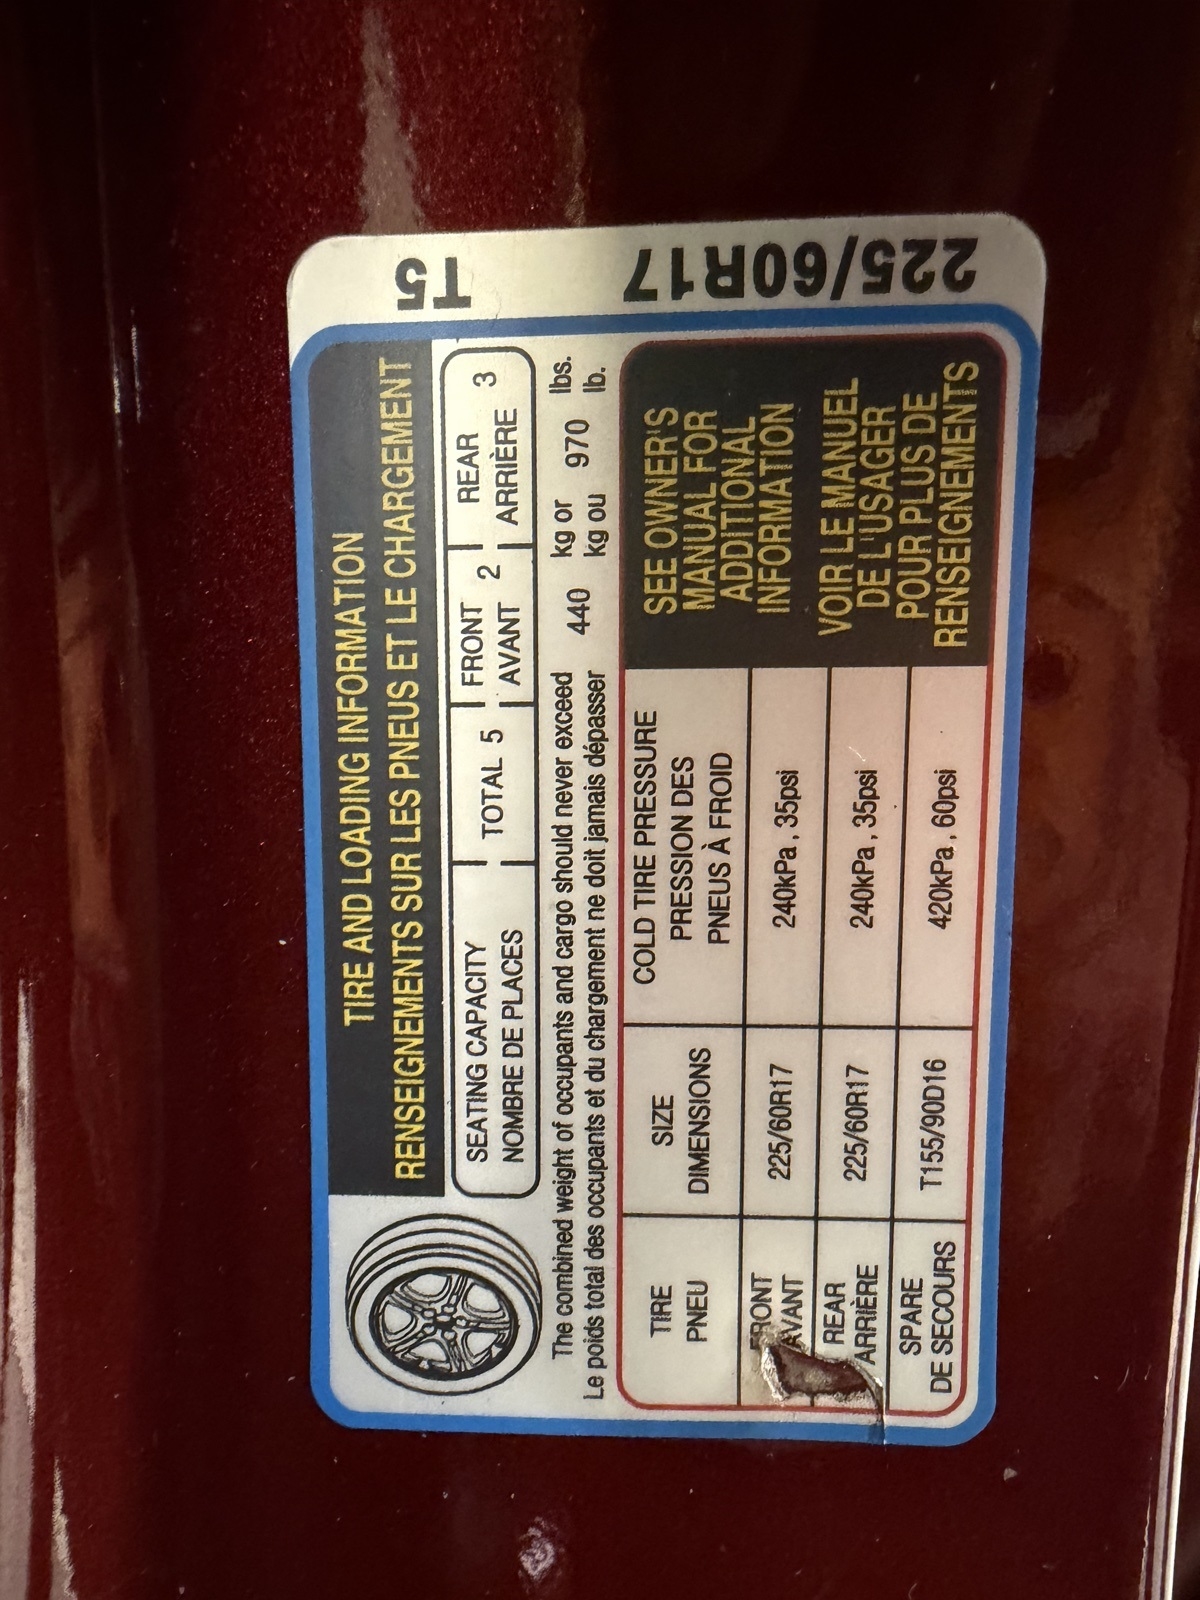 TIRE AND LOADING INFORMATION
RENSEIGNEMENTS SUR LES PNEUS ET LE CHARGEMENT
SEATING CAPACITY
NOMBRE DE PLACES
TOTAL 5
FRONT
AVANT 2
REAR
ARRIÈRE 3
The combined weight of occupants and cargo should never exceed 440 kg or 970 lbs.
Le poids total des occupants et du chargement ne doit jamais dépasser kg ou lb.
TIRE
PNEU
SIZE
DIMENSIONS
COLD TIRE PRESSURE
PRESSION DES
PNEUS À FROID
FRONT
AVANT
225/60R17
240kPa, 35psi
REAR
ARRIÈRE
225/60R17
240kPa, 35psi
SPARE
DE SECOURS
T155/90D16
420kPa, 60psi
SEE OWNER'S
MANUAL FOR
ADDITIONAL
INFORMATION
VOIR LE MANUEL
DE L'USAGER
POUR PLUS DE
RENSEIGNEMENTS
T5
225/60R17